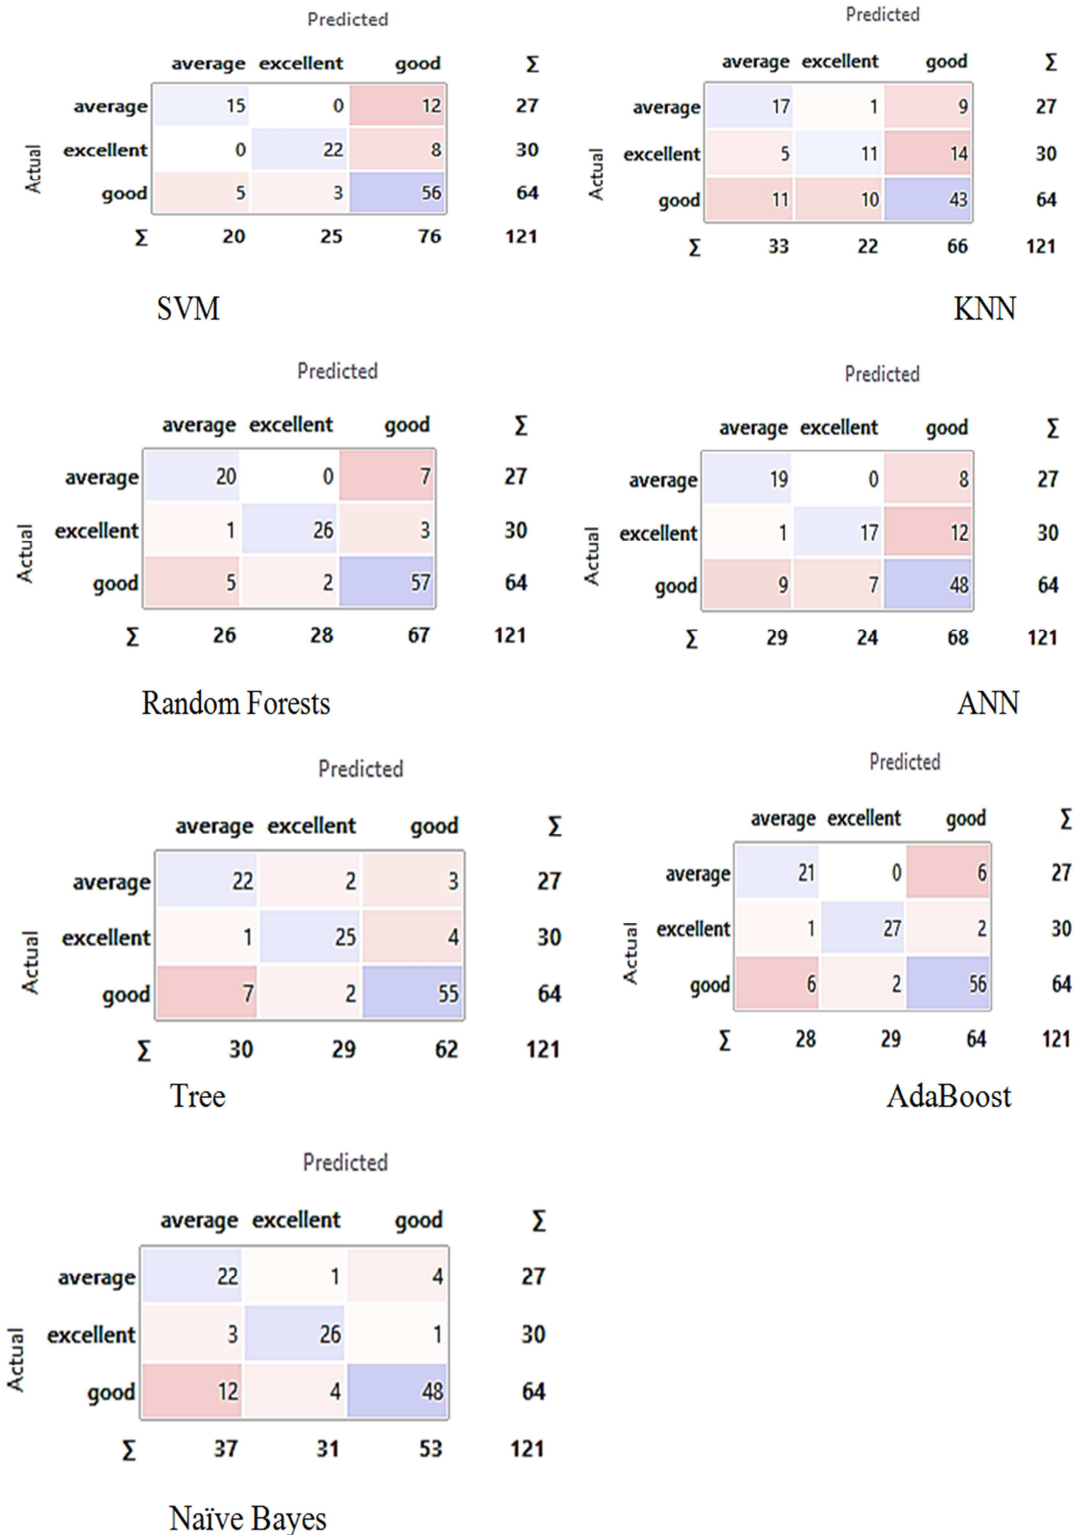 Predicted
average excellent good Σ
average 15 0 12 27
Actual
excellent 0 22 8 30
good 5 3 56 64
Σ 20 25 76 121
SVM
Predicted
average excellent good Σ
average 17 1 9 27
Actual
excellent 5 11 14 30
good 11 10 43 64
Σ 33 22 66 121
KNN
Predicted
average excellent good Σ
average 20 0 7 27
Actual
excellent 1 26 3 30
good 5 2 57 64
Σ 26 28 67 121
Random Forests
Predicted
average excellent good Σ
average 19 0 8 27
Actual
excellent 1 17 12 30
good 9 7 48 64
Σ 29 24 68 121
ANN
Predicted
average excellent good Σ
average 22 2 3 27
Actual
excellent 1 25 4 30
good 7 2 55 64
Σ 30 29 62 121
Tree
Predicted
average excellent good Σ
average 21 0 6 27
Actual
excellent 1 27 2 30
good 6 2 56 64
Σ 28 29 64 121
AdaBoost
Predicted
average excellent good Σ
average 22 1 4 27
Actual
excellent 3 26 1 30
good 12 4 48 64
Σ 37 31 53 121
Naïve Bayes